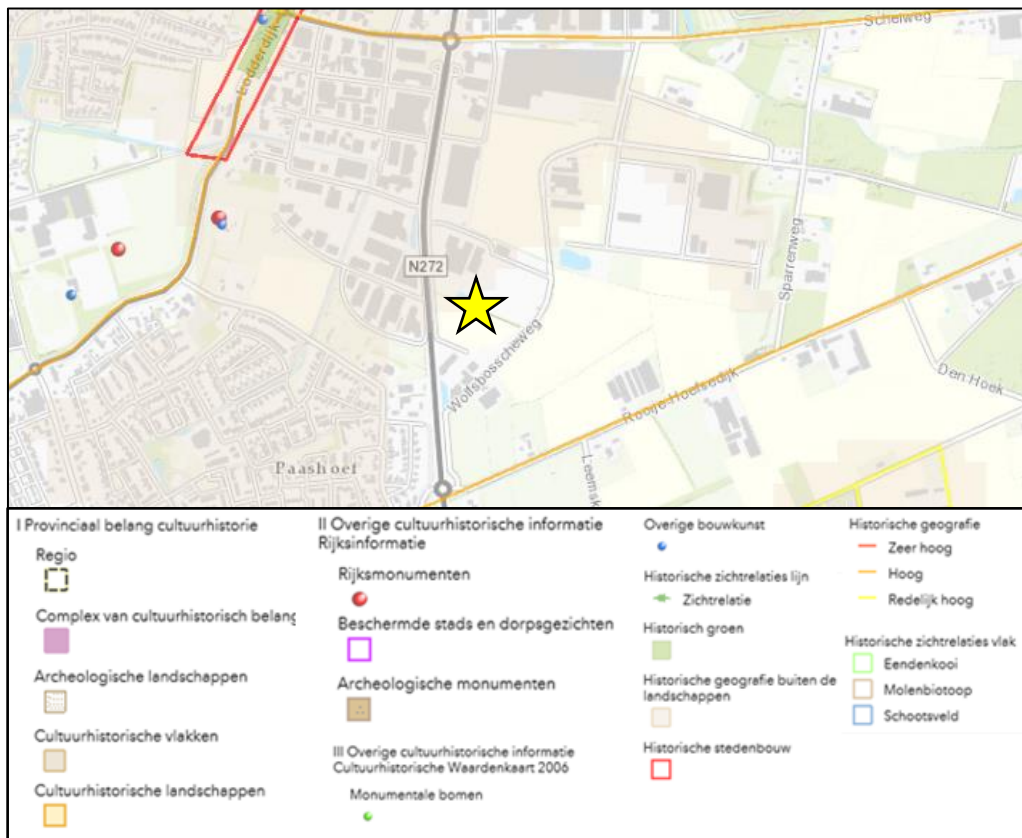 Schelweg
Lodderdijk
N272
Sparrenweg
Wolfsbosscheweg
Den Hoek
Rooije Hoefsedijk
Leemsk
Paashoef
I Provinciaal belang cultuurhistorie
Regio
Complex van cultuurhistorisch belang
Archeologische landschappen
Cultuurhistorische vlakken
Cultuurhistorische landschappen
II Overige cultuurhistorische informatie
Rijksinformatie
Rijksmonumenten
Beschermde stads en dorpsgezichten
Archeologische monumenten
III Overige cultuurhistorische informatie
Cultuurhistorische Waardenkaart 2006
Monumentale bomen
Overige bouwkunst
Historische zichtrelaties lijn
Zichtrelatie
Historisch groen
Historische geografie buiten de
landschappen
Historische stedenbouw
Historische geografie
Zeer hoog
Hoog
Redelijk hoog
Historische zichtrelaties vlak
Eendenkooi
Molenbiotoop
Schootsveld